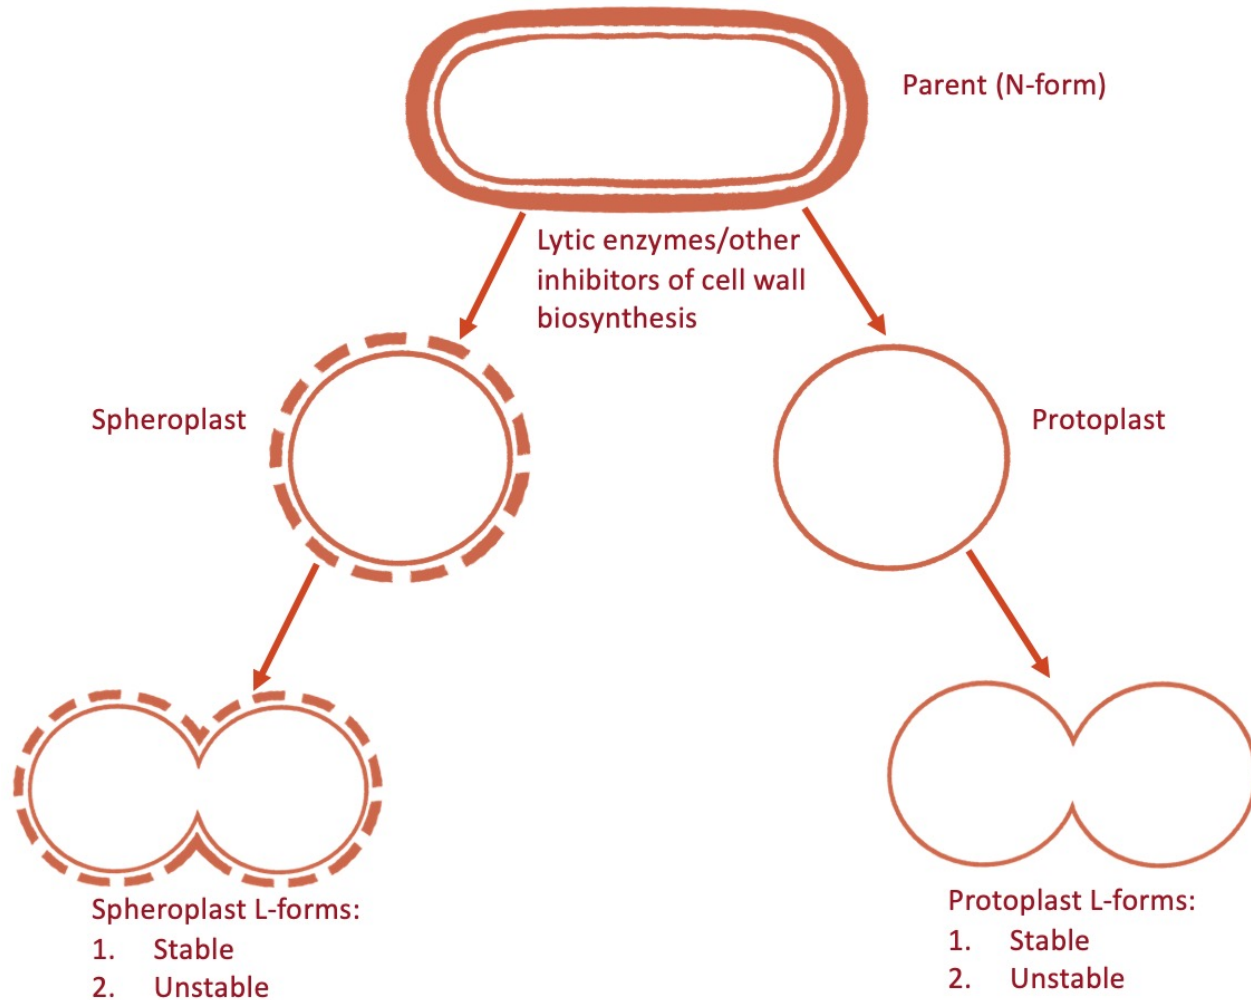 Parent (N-form)
Lytic enzymes/other
inhibitors of cell wall
biosynthesis
Spheroplast
Protoplast
Spheroplast L-forms:
1. Stable
2. Unstable
Protoplast L-forms:
1. Stable
2. Unstable